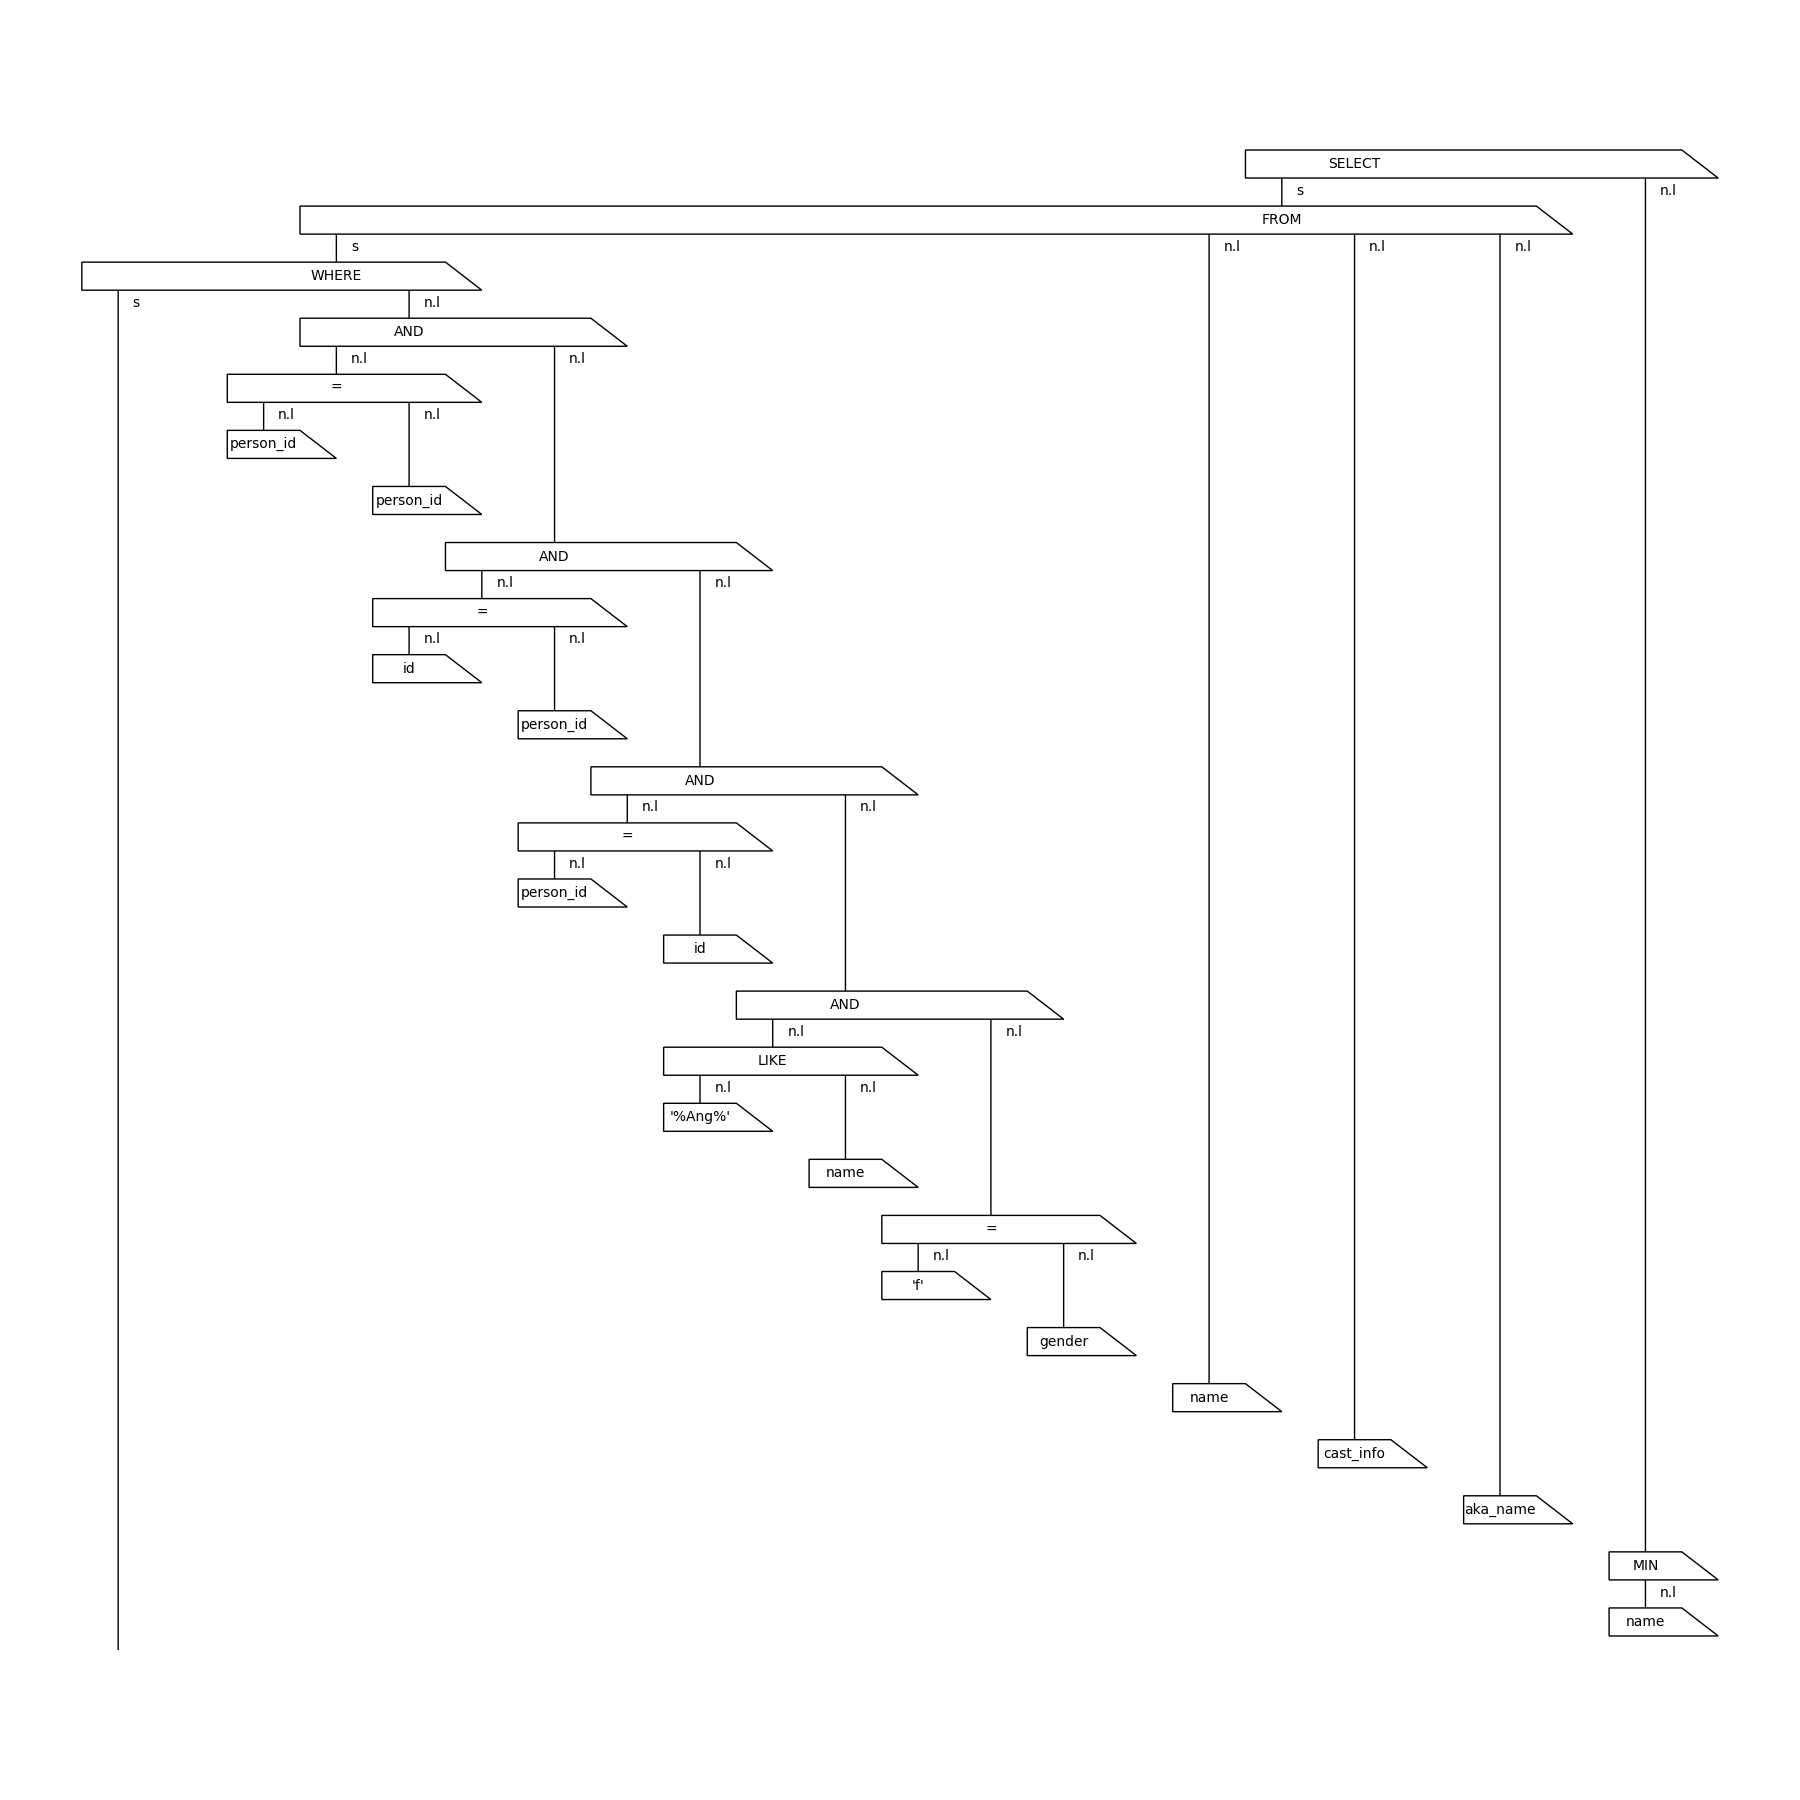 SELECT
s n.l
FROM
s n.l n.l n.l
WHERE
s n.l
AND
n.l n.l
=
n.l n.l
person_id
person_id
AND
n.l n.l
=
n.l n.l
id
person_id
AND
n.l n.l
=
n.l n.l
person_id
id
AND
n.l n.l
LIKE
n.l n.l
'%Ang%'
name
=
n.l n.l
'f'
gender
name
cast_info
aka_name
MIN
n.l
name